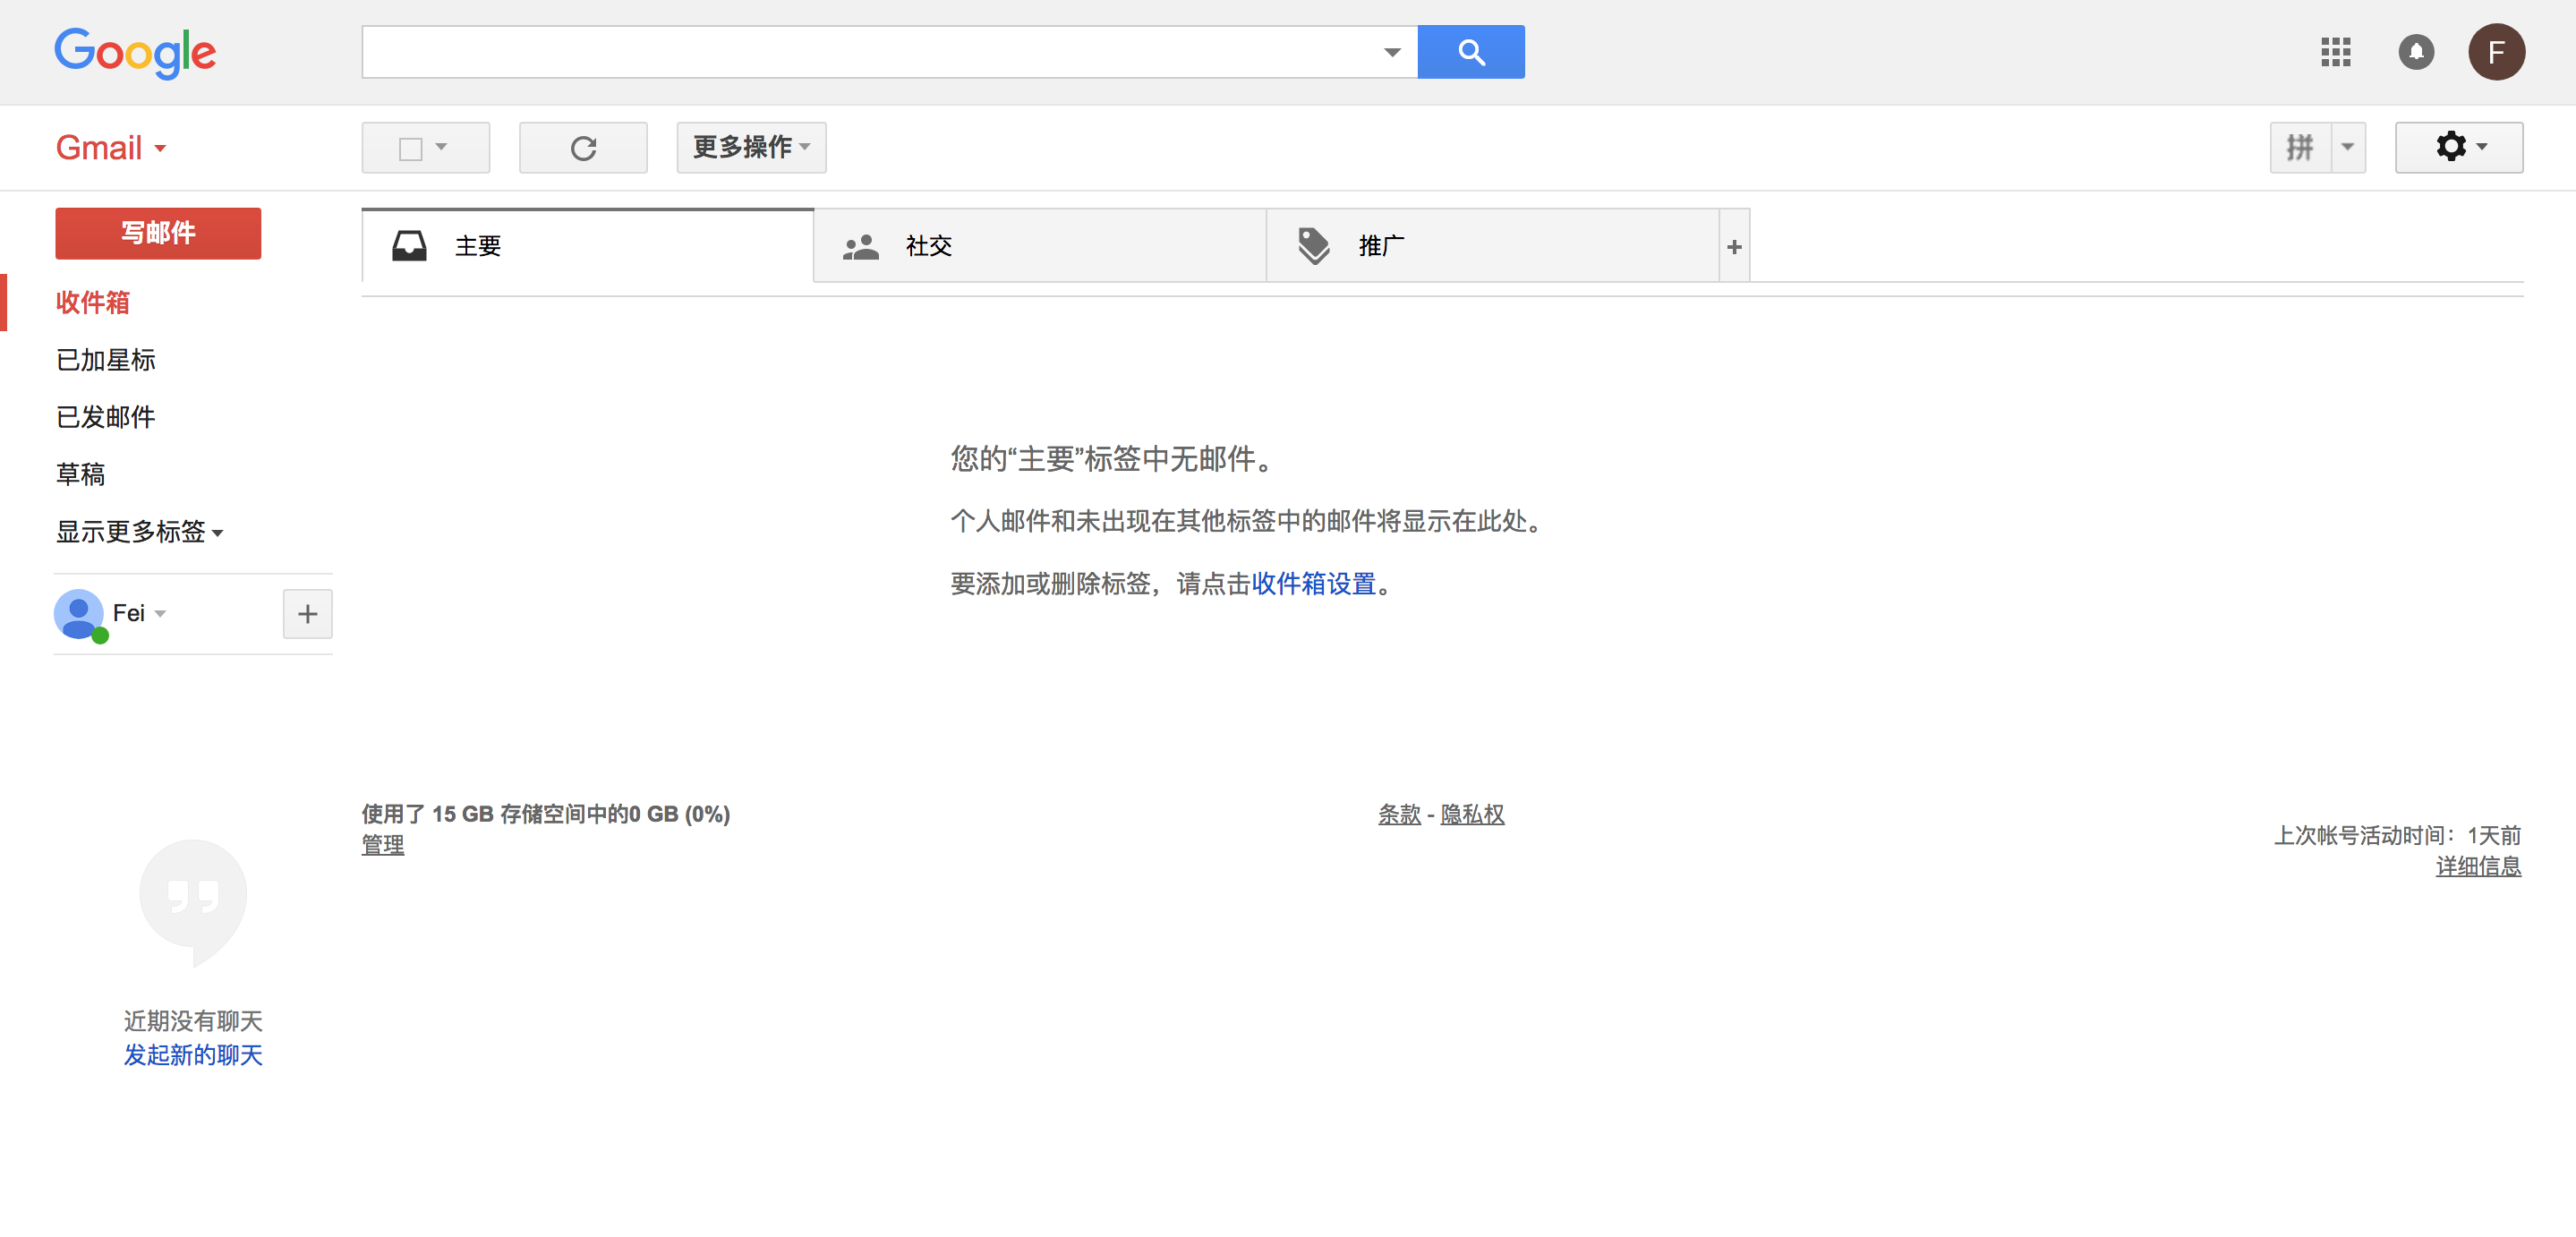 Google
F
Gmail
更多操作
拼
写邮件
主要
社交
推广
+
收件箱
已加星标
已发邮件
草稿
显示更多标签
Fei
+
您的“主要”标签中无邮件。
个人邮件和未出现在其他标签中的邮件将显示在此处。
要添加或删除标签，请点击收件箱设置。
使用了 15 GB 存储空间中的0 GB (0%)
管理
条款 - 隐私权
上次帐号活动时间：1天前
详细信息
近期没有聊天
发起新的聊天